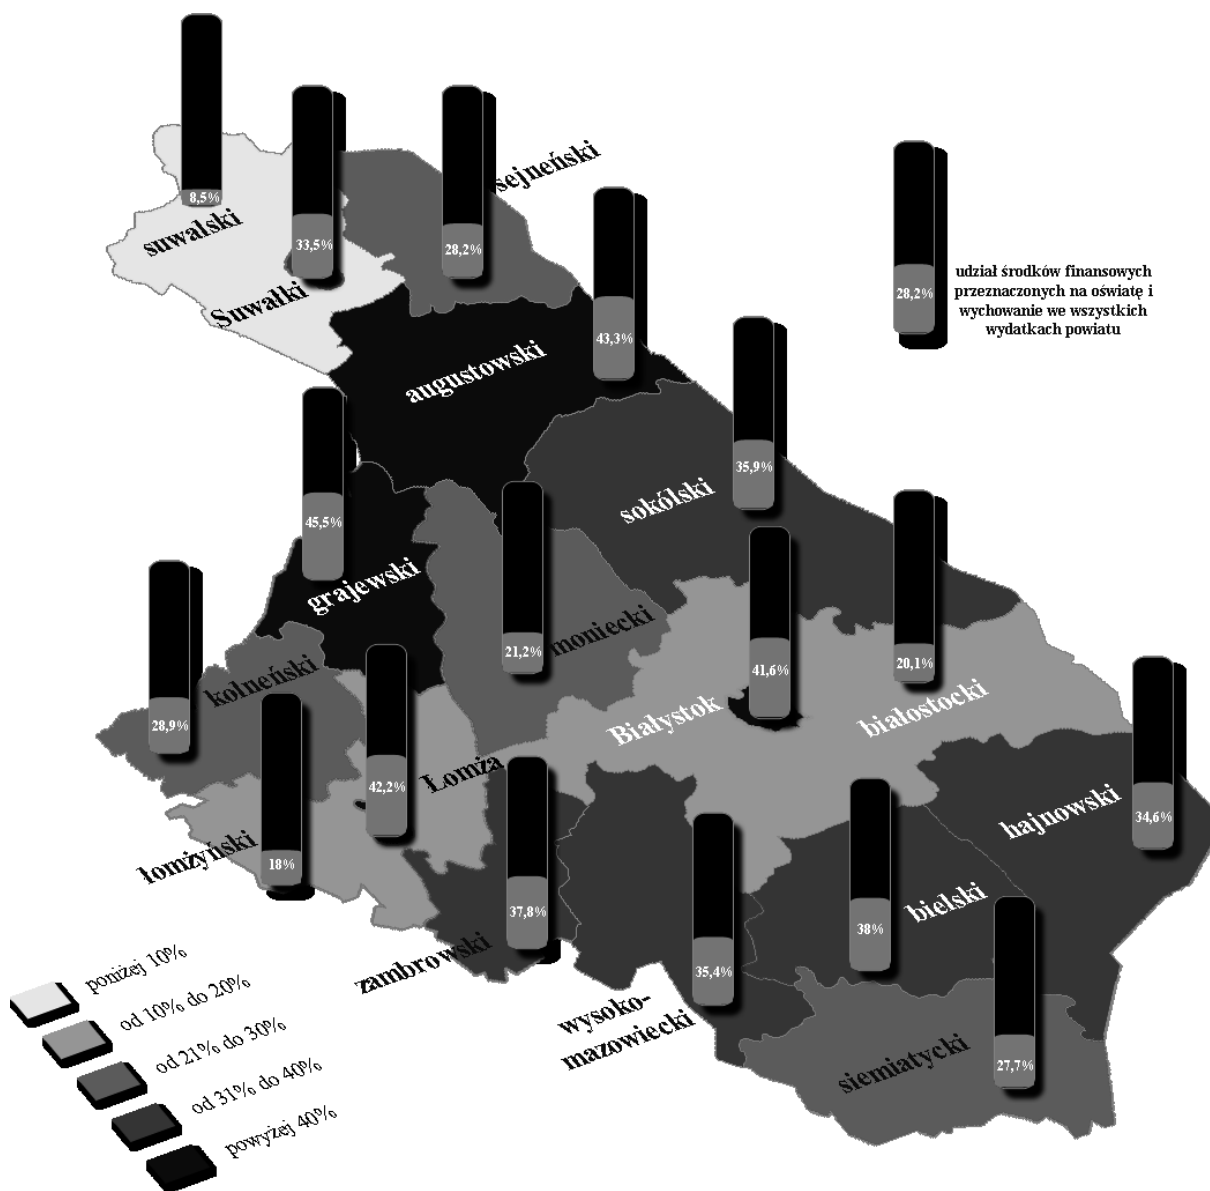 8,5%
suwalski
33,5%
Suwałki
28,2%
sejneński
43,3%
augustowski
28,2%
udział środków finansowych
przeznaczonych na oświatę i
wychowanie we wszystkich
wydatkach powiatu
35,9%
sokólski
45,5%
grajewski
21,2%
moniecki
41,6%
Białystok
20,1%
białostocki
28,9%
kolneński
42,2%
Łomża
18%
łomżyński
37,8%
zambrowski
34,6%
hajnowski
38%
bielski
35,4%
wysoko-
mazowiecki
27,7%
siemiatycki
poniżej 10%
od 10% do 20%
od 21% do 30%
od 31% do 40%
powyżej 40%